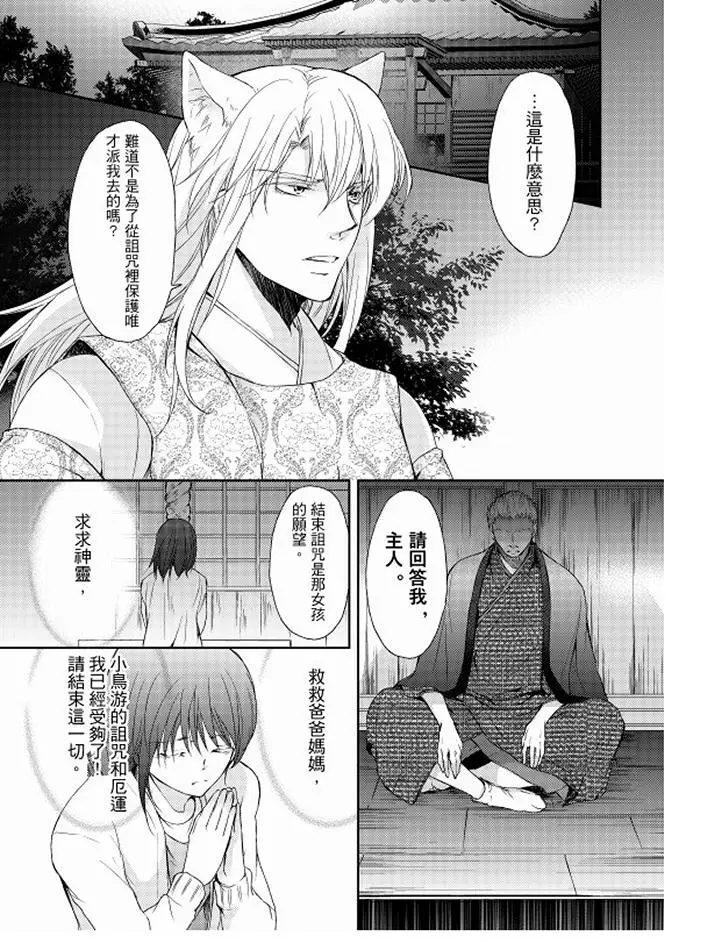 …這是什麼意思？
難道不是為了從詛咒裡保護唯
才派我去的嗎？
請回答我，
主人。
結束詛咒是那女孩
的願望。
求求神靈，
救救爸爸媽媽，
小鳥游的詛咒和厄運
我已經受夠了！
請結束這一切。